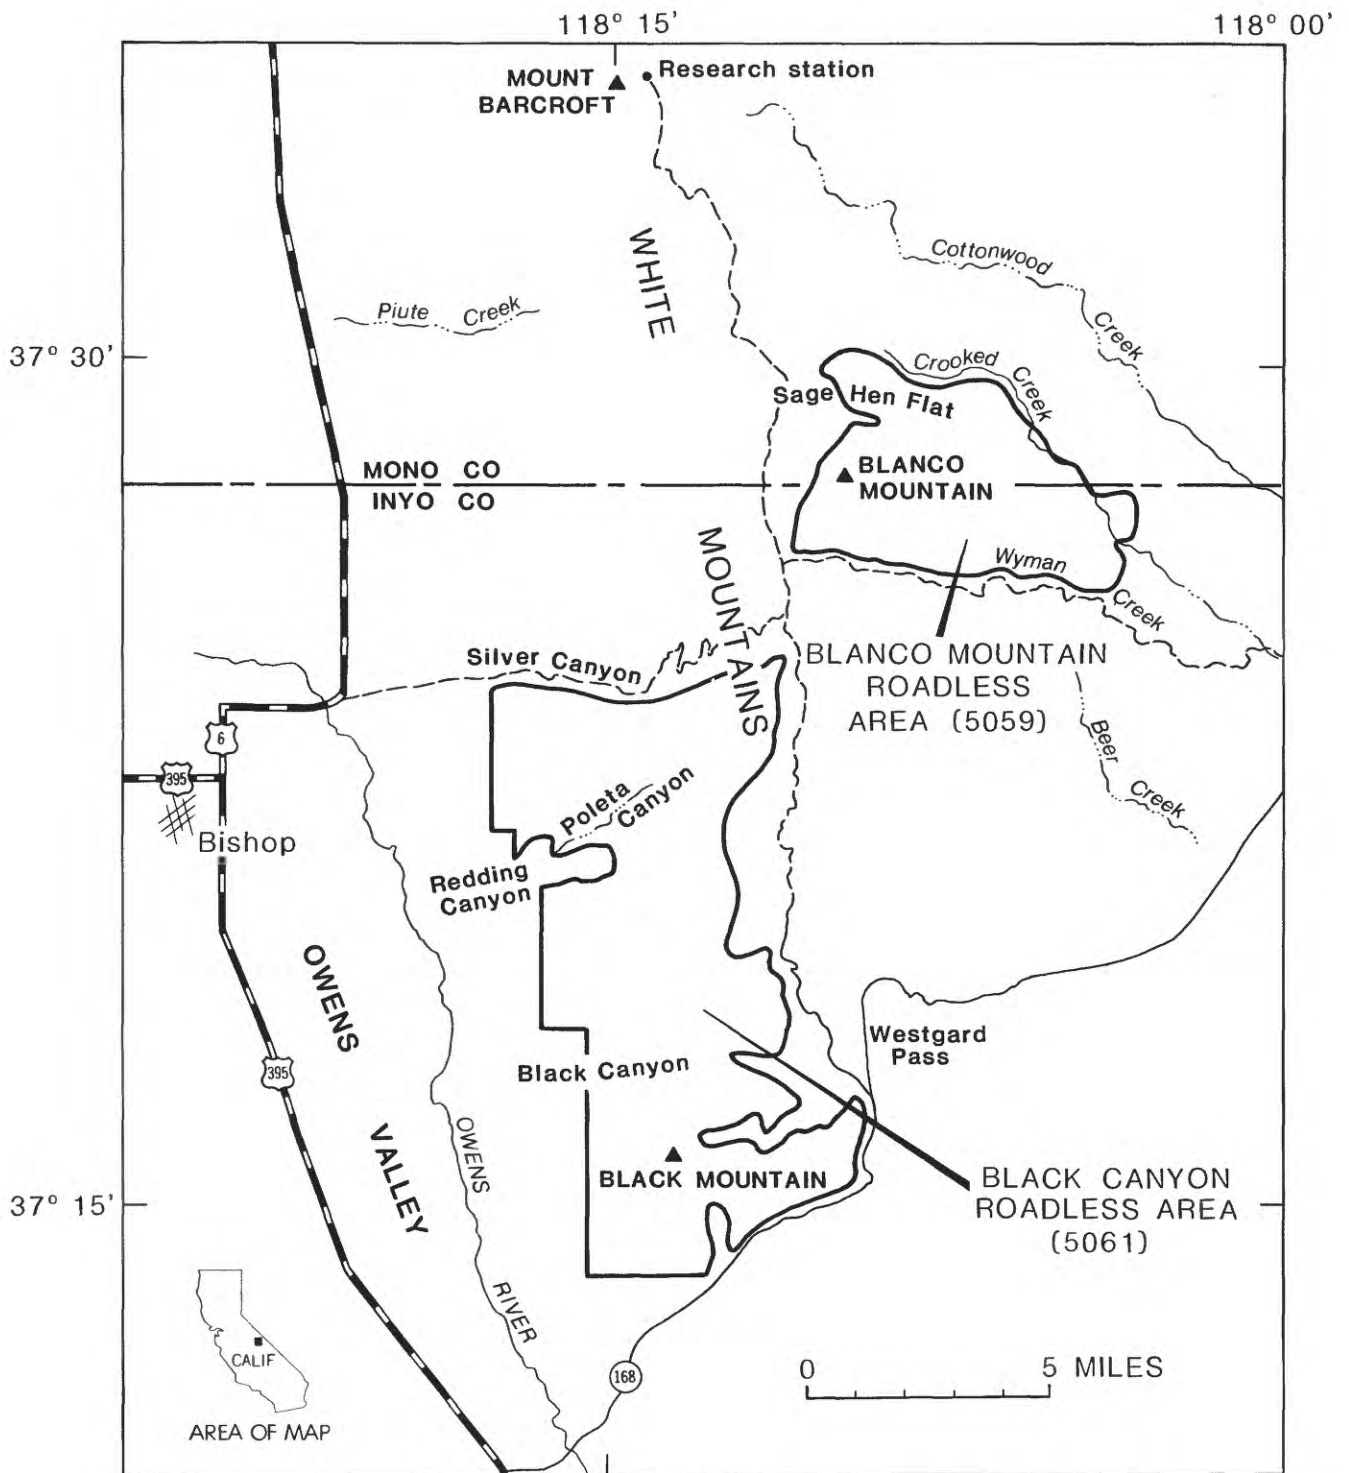 118° 15'
118° 00'
MOUNT
BARCROFT
Research station
WHITE
Cottonwood
Creek
Piute Creek
37° 30'
Crooked
Creek
Sage Hen Flat
MONO CO
INYO CO
BLANCO
MOUNTAIN
MOUNTAINS
Wyman
Creek
Silver Canyon
BLANCO MOUNTAIN
ROADLESS
AREA (5059)
6
395
Bishop
Beer
Creek
Poleta
Canyon
Redding
Canyon
OWENS
VALLEY
Westgard
Pass
395
Black Canyon
OWENS
RIVER
BLACK MOUNTAIN
BLACK CANYON
ROADLESS AREA
(5061)
37° 15'
CALIF
AREA OF MAP
168
0 5 MILES